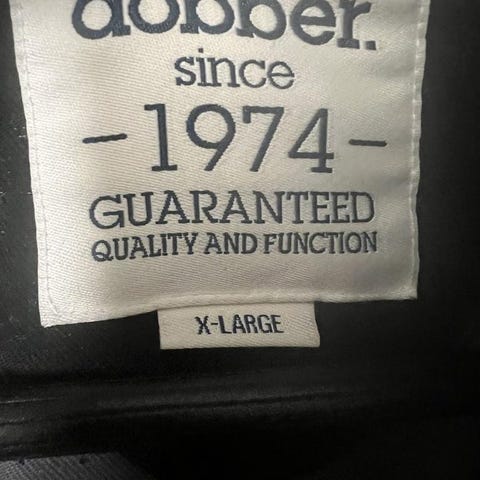 dobber.
since
-1974-
GUARANTEED
QUALITY AND FUNCTION
X-LARGE